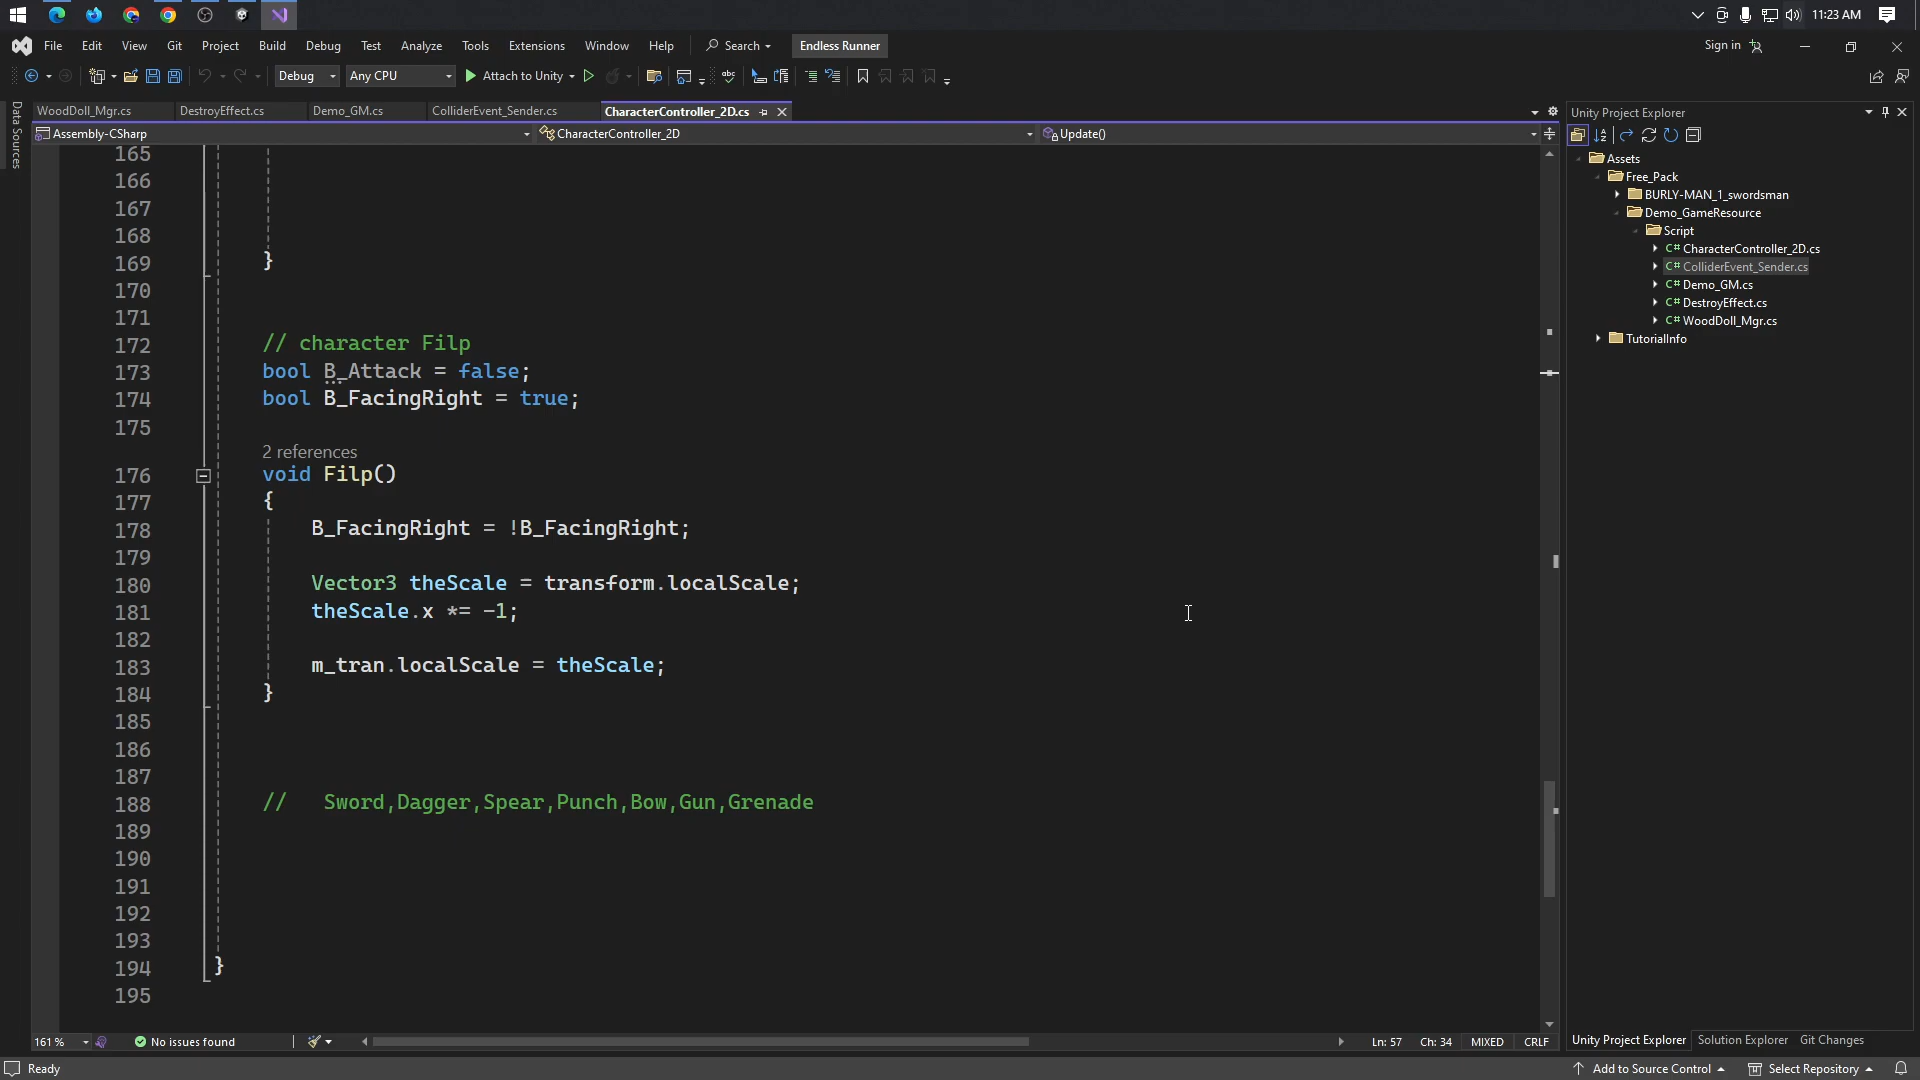 11:23 AM
File Edit View Git Project Build Debug Test Analyze Tools Extensions Window Help Search Endless Runner Sign in
Debug Any CPU Attach to Unity
WoodDoll_Mgr.cs DestroyEffect.cs Demo_GM.cs ColliderEvent_Sender.cs CharacterController_2D.cs
Assembly-CSharp CharacterController_2D Update()
Data Sources
165
166
167
168
169 }
170
171
172 // character Filp
173 bool B_Attack = false;
174 bool B_FacingRight = true;
175
2 references
176 void Filp()
177 {
178 B_FacingRight = !B_FacingRight;
179
180 Vector3 theScale = transform.localScale;
181 theScale.x *= -1;
182
183 m_tran.localScale = theScale;
184 }
185
186
187
188 //   Sword,Dagger,Spear,Punch,Bow,Gun,Grenade
189
190
191
192
193
194 }
195
Unity Project Explorer
Assets
Free_Pack
BURLY-MAN_1_swordsman
Demo_GameResource
Script
C# CharacterController_2D.cs
C# ColliderEvent_Sender.cs
C# Demo_GM.cs
C# DestroyEffect.cs
C# WoodDoll_Mgr.cs
TutorialInfo
161 % No issues found Ln: 57 Ch: 34 MIXED CRLF
Unity Project Explorer Solution Explorer Git Changes
Ready Add to Source Control Select Repository